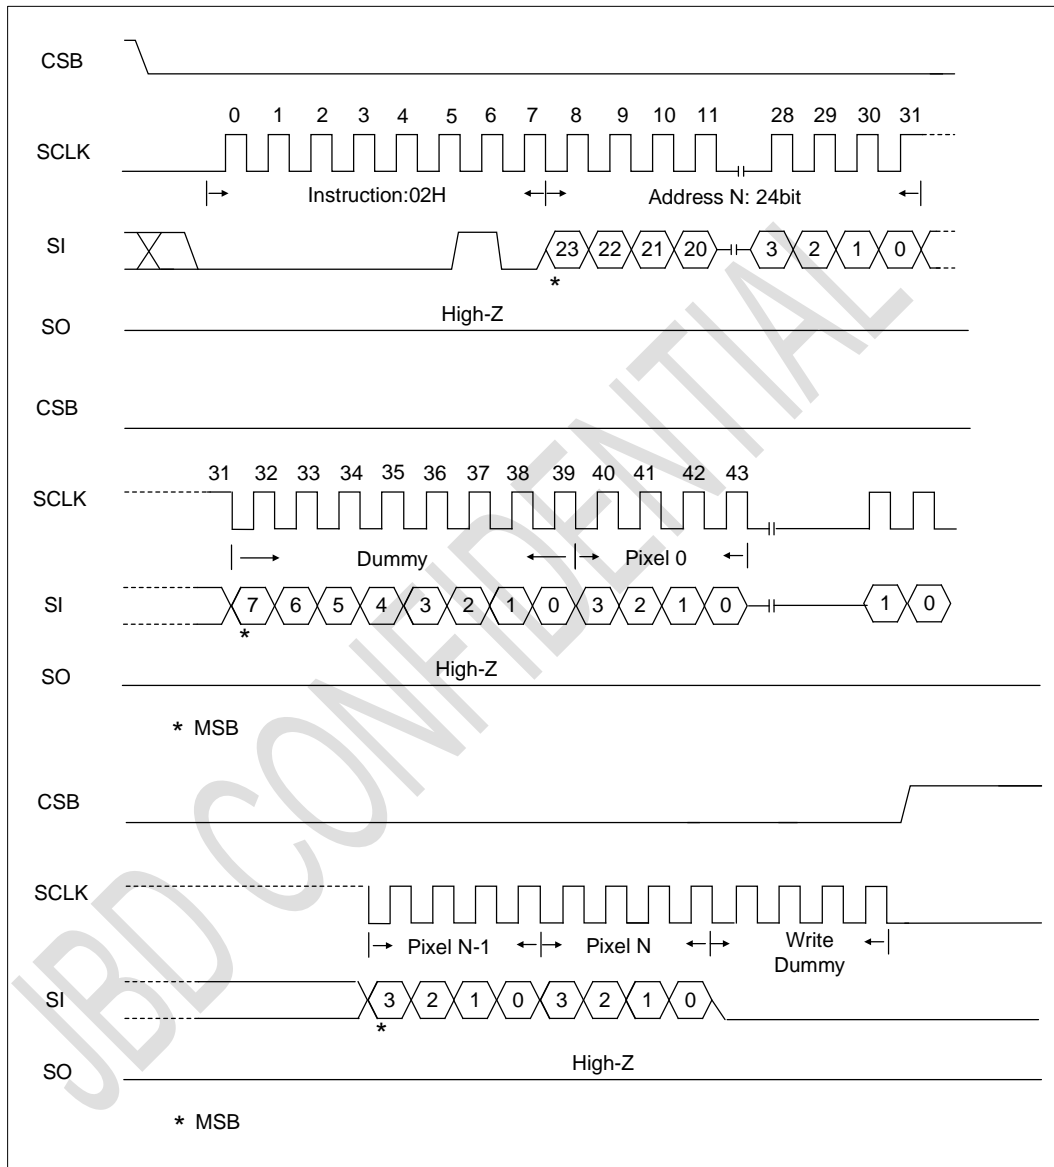 CSB
0 1 2 3 4 5 6 7 8 9 10 11 28 29 30 31
SCLK
Instruction:02H Address N: 24bit
SI 23 22 21 20 3 2 1 0
*
High-Z
SO
CSB
31 32 33 34 35 36 37 38 39 40 41 42 43
SCLK
Dummy Pixel 0
SI 7 6 5 4 3 2 1 0 3 2 1 0 1 0
*
High-Z
SO
* MSB
CSB
SCLK
Pixel N-1 Pixel N Write
Dummy
SI 3 2 1 0 3 2 1 0
*
High-Z
SO
* MSB
JBD CONFIDENTIAL